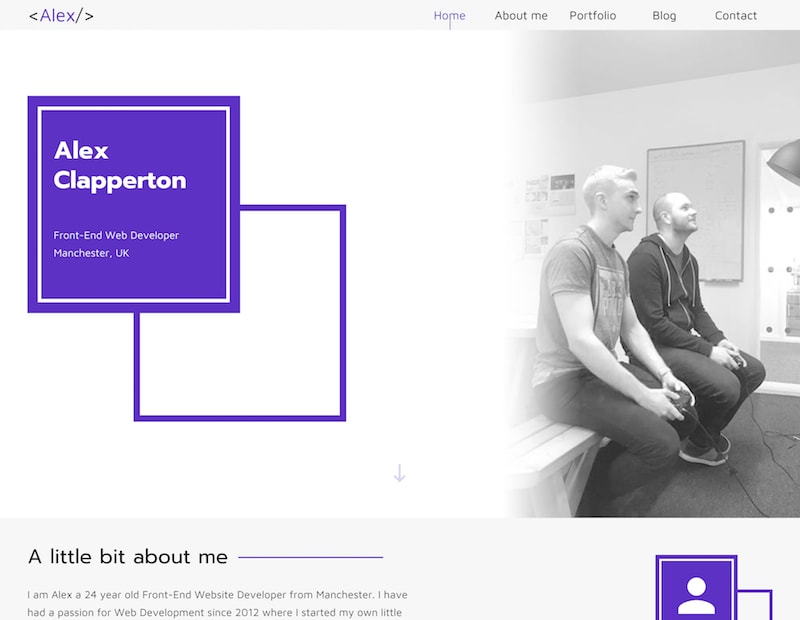 <Alex/>
Home About me Portfolio Blog Contact
Alex
Clapperton
Front-End Web Developer
Manchester, UK
A little bit about me
I am Alex a 24 year old Front-End Website Developer from Manchester. I have
had a passion for Web Development since 2012 where I started my own little